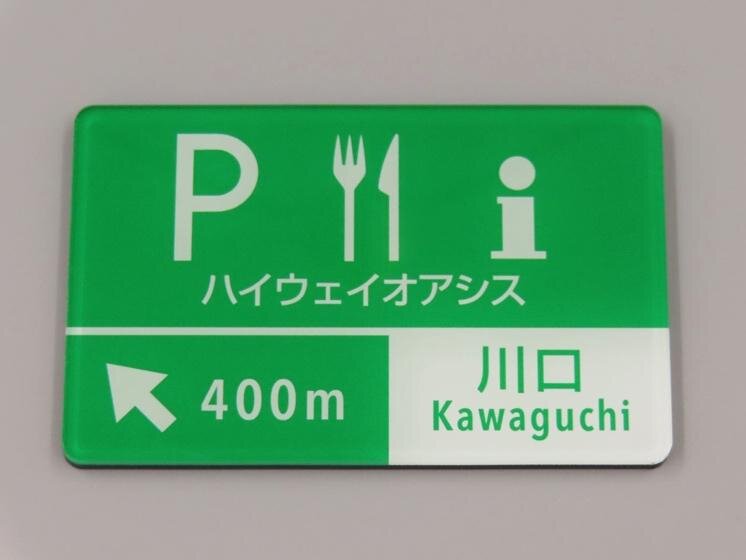 P i
ハイウェイオアシス
400m
川口
Kawaguchi